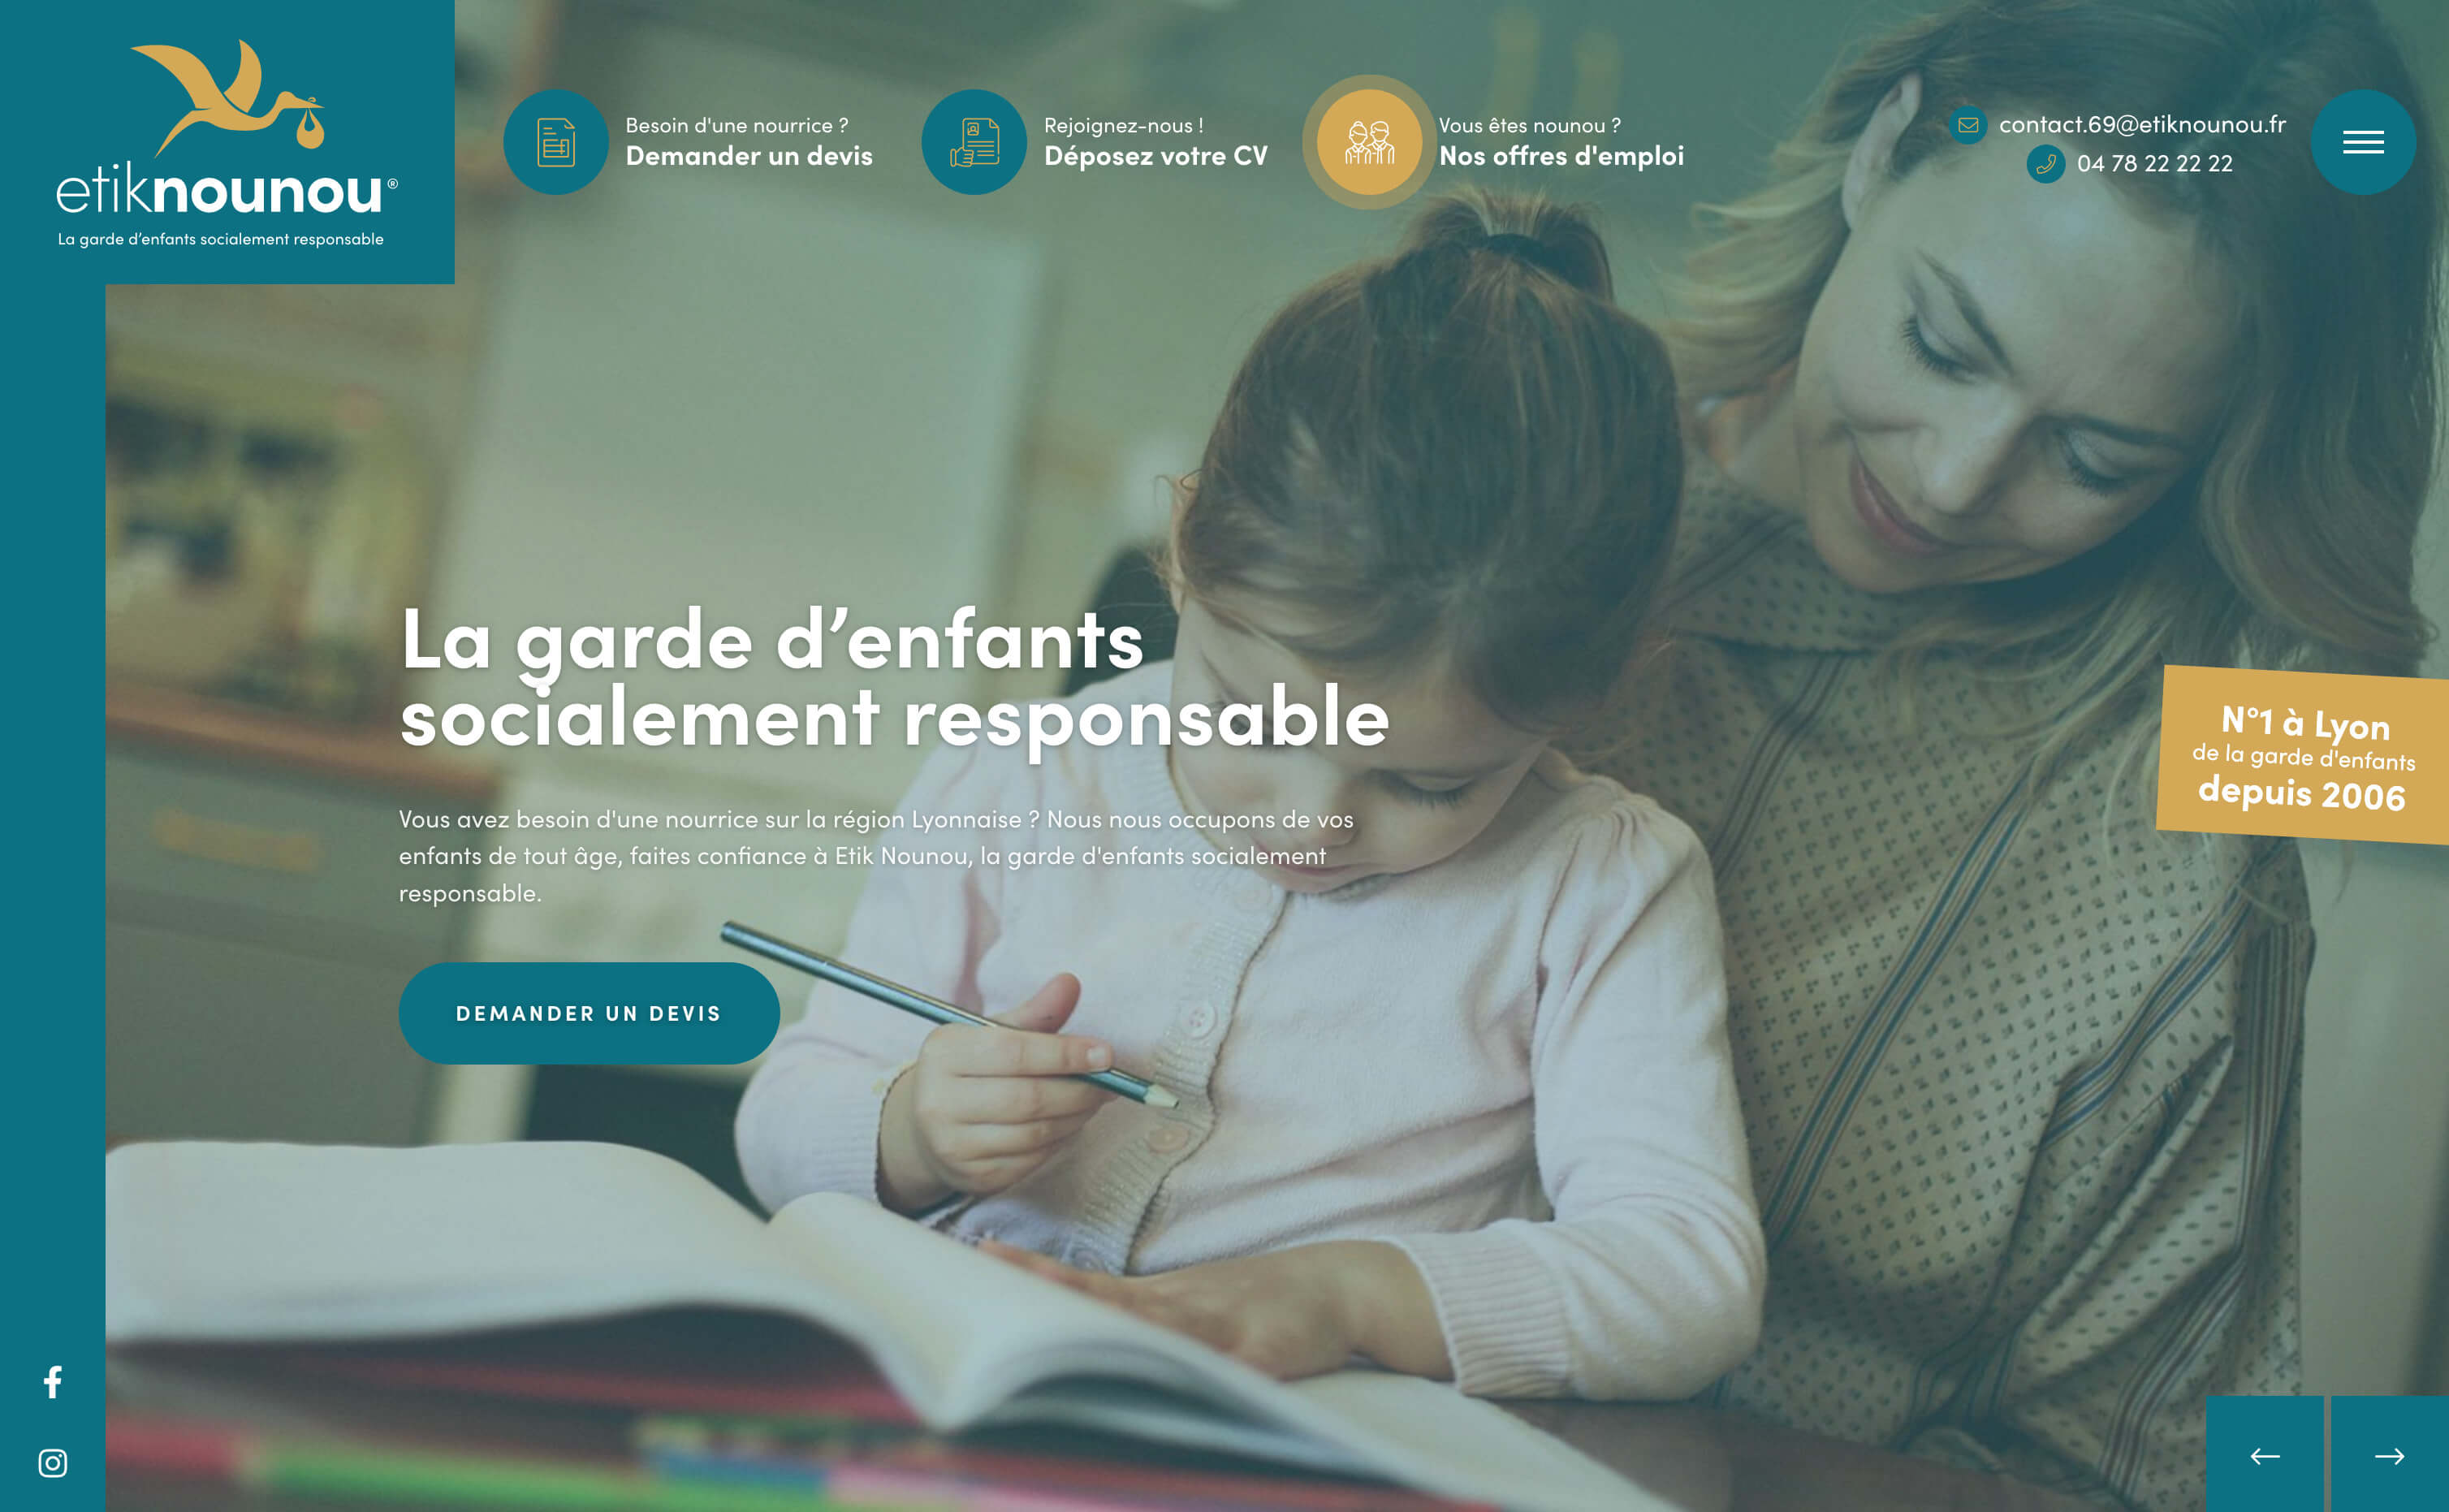 etiknounou®
La garde d’enfants socialement responsable
Besoin d'une nourrice ?
Demander un devis
Rejoignez-nous !
Déposez votre CV
Vous êtes nounou ?
Nos offres d'emploi
contact.69@etiknounou.fr
04 78 22 22 22
La garde d’enfants
socialement responsable
Vous avez besoin d'une nourrice sur la région Lyonnaise ? Nous nous occupons de vos
enfants de tout âge, faites confiance à Etik Nounou, la garde d'enfants socialement
responsable.
DEMANDER UN DEVIS
N°1 à Lyon
de la garde d'enfants
depuis 2006